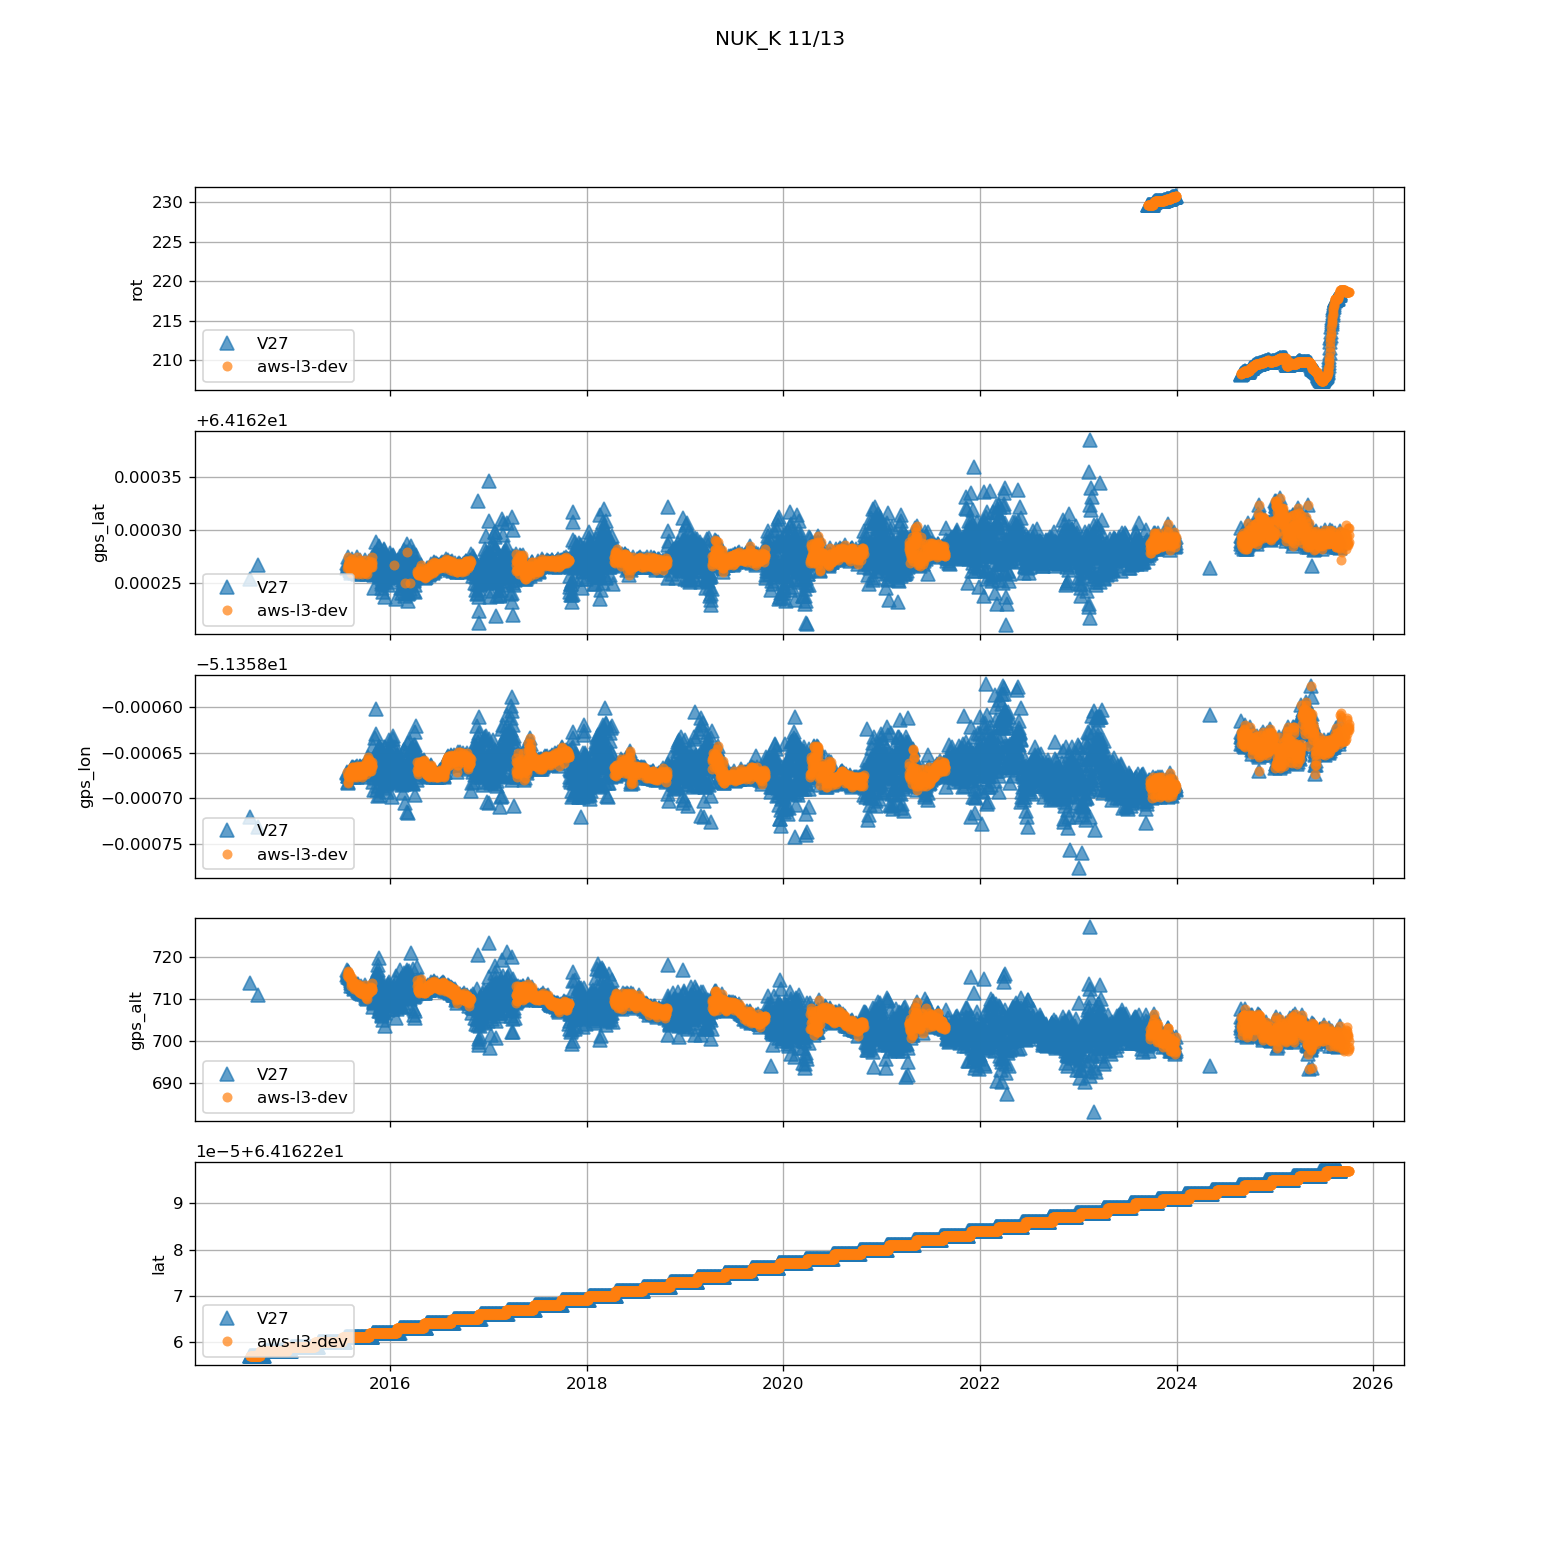 NUK_K 11/13
230
225
220
215
210
rot
V27
aws-l3-dev
+6.4162e1
0.00035
0.00030
0.00025
gps_lat
V27
aws-l3-dev
−5.1358e1
−0.00060
−0.00065
−0.00070
−0.00075
gps_lon
V27
aws-l3-dev
720
710
700
690
gps_alt
V27
aws-l3-dev
1e−5+6.41622e1
9
8
7
6
lat
V27
aws-l3-dev
2016 2018 2020 2022 2024 2026